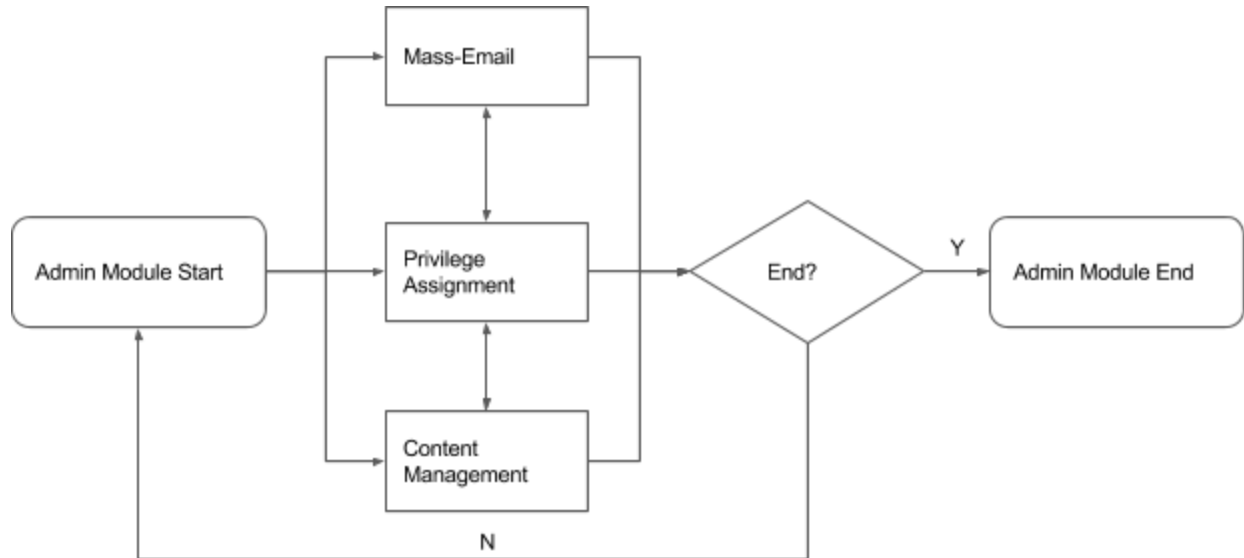 Mass-Email
Admin Module Start
Privilege
Assignment
End?
Y
Admin Module End
Content
Management
N